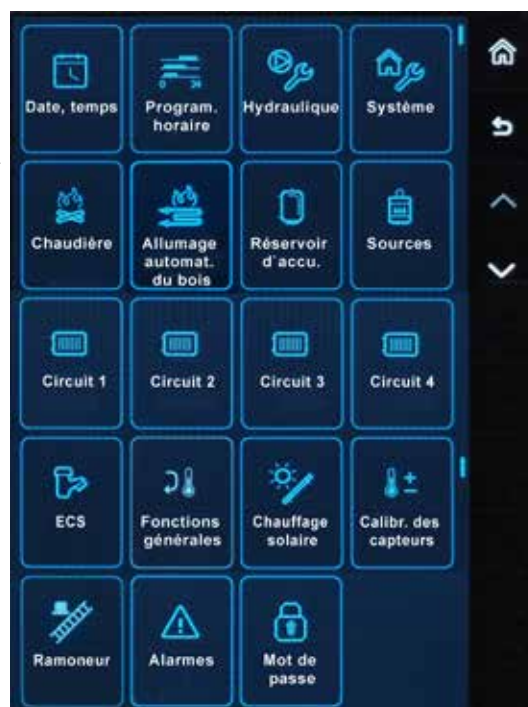 Date, temps
Program.
horaire
Hydraulique
Système
Chaudière
Allumage
automat.
du bois
Réservoir
d'accu.
Sources
Circuit 1
Circuit 2
Circuit 3
Circuit 4
ECS
Fonctions
générales
Chauffage
solaire
Calibr. des
capteurs
Ramoneur
Alarmes
Mot de
passe